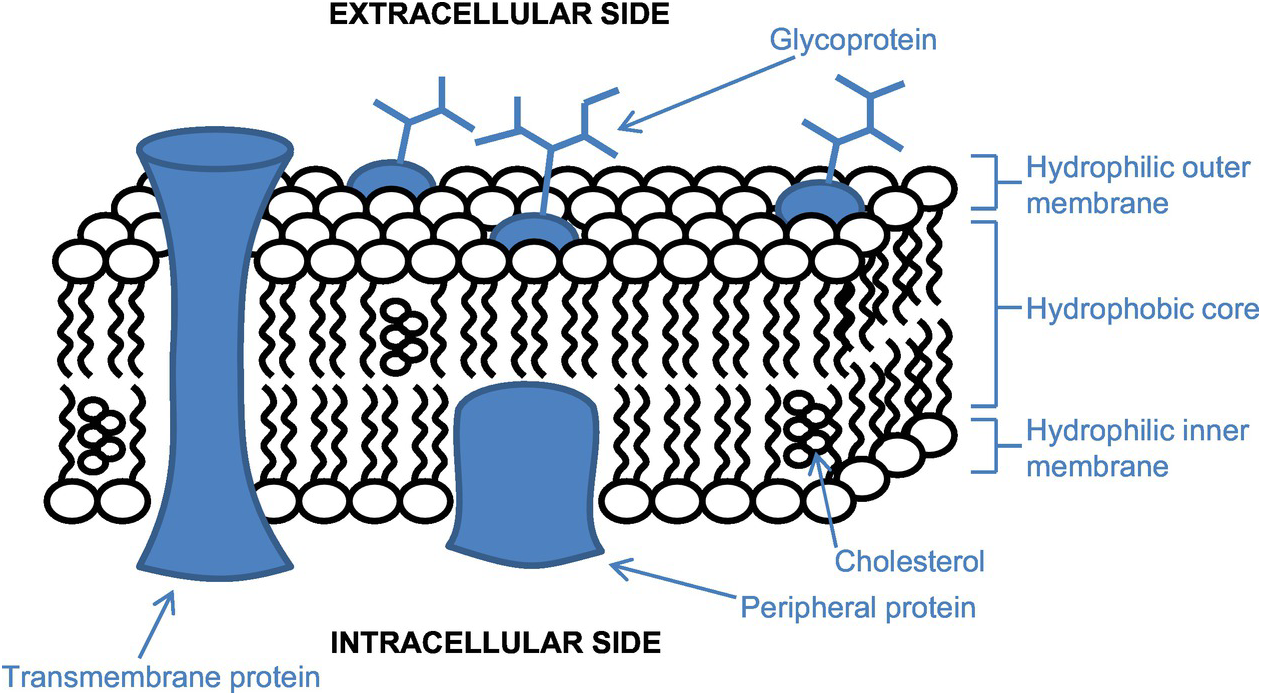 EXTRACELLULAR SIDE
Glycoprotein
Hydrophilic outer
membrane
Hydrophobic core
Hydrophilic inner
membrane
Cholesterol
Peripheral protein
INTRACELLULAR SIDE
Transmembrane protein